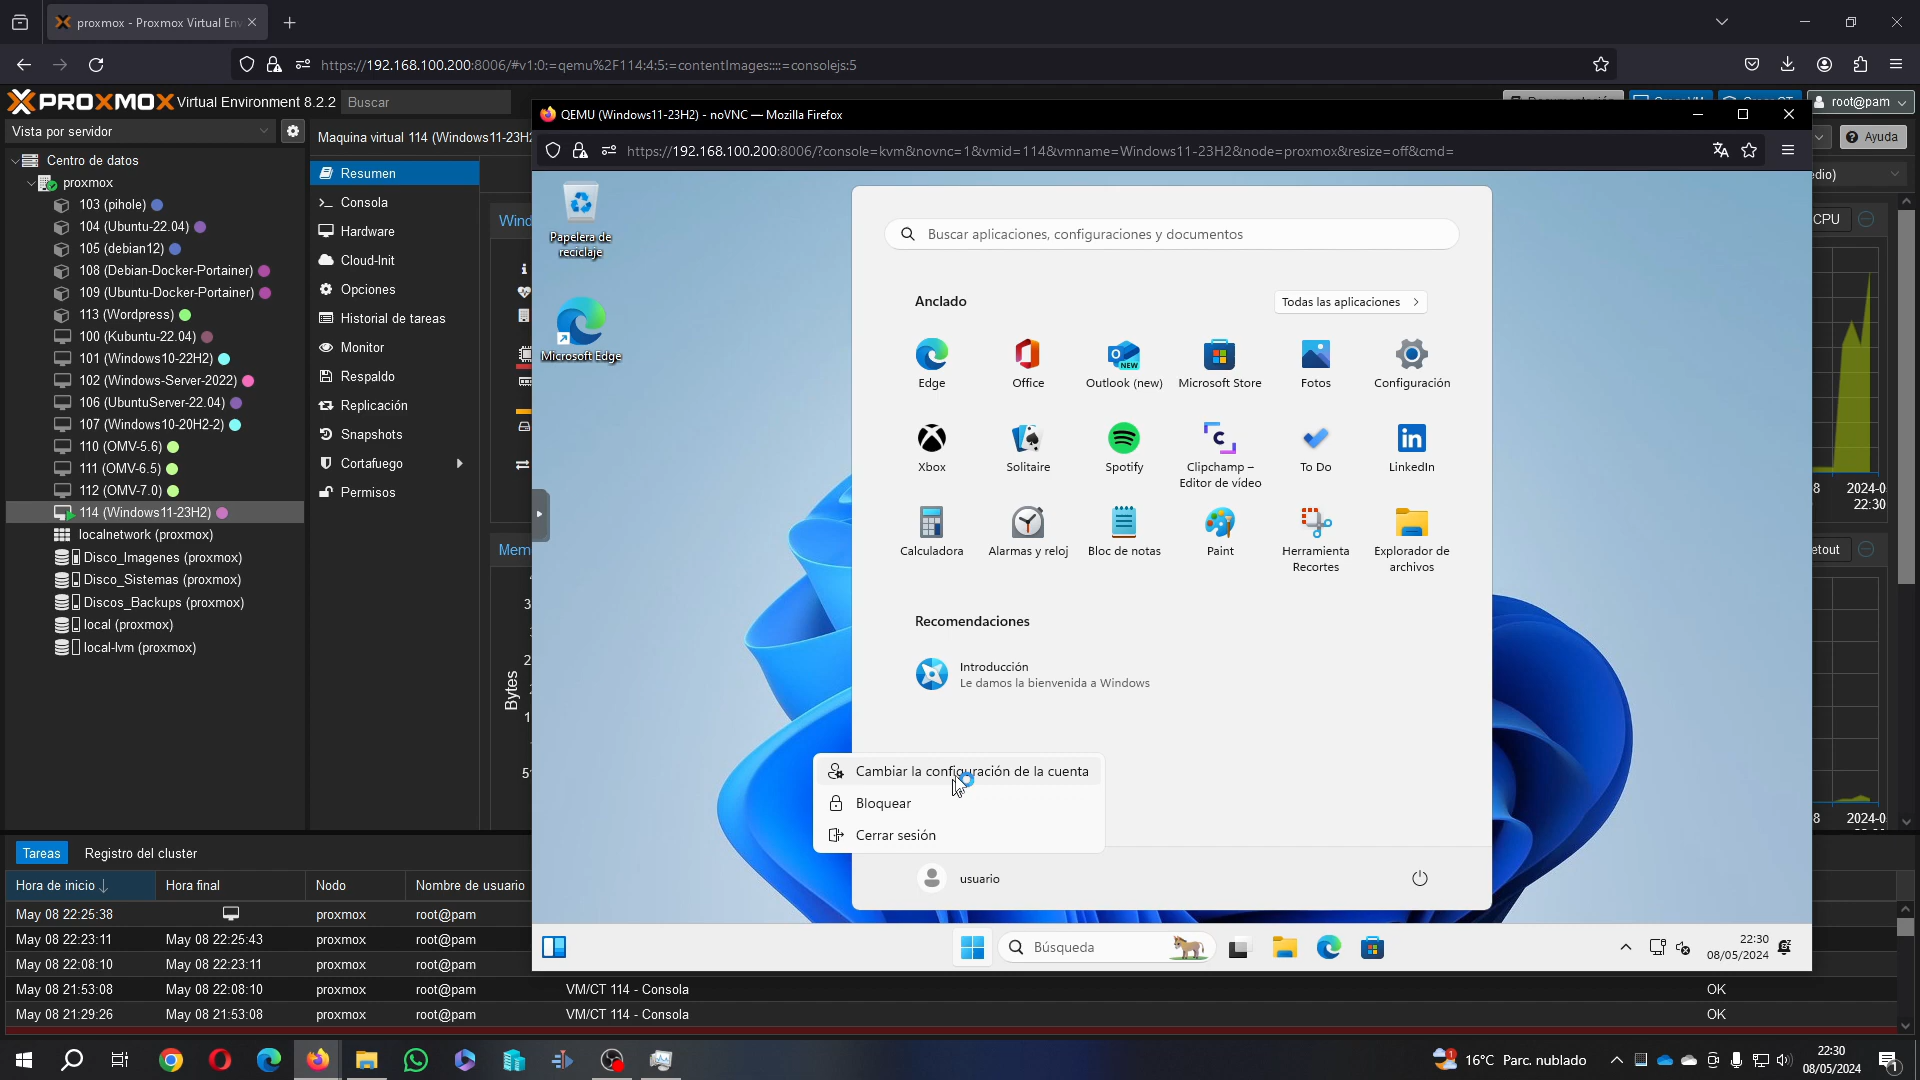 proxmox - Proxmox Virtual En
https://192.168.100.200:8006/#v1:0:=qemu%2F114:4:5:=contentImages::::=consolejs:5
PROXMOX Virtual Environment 8.2.2 Buscar
root@pam
Vista por servidor
Maquina virtual 114 (Windows11-23H2
Ayuda
Centro de datos
proxmox
103 (pihole)
104 (Ubuntu-22.04)
105 (debian12)
108 (Debian-Docker-Portainer)
109 (Ubuntu-Docker-Portainer)
113 (Wordpress)
100 (Kubuntu-22.04)
101 (Windows10-22H2)
102 (Windows-Server-2022)
106 (UbuntuServer-22.04)
107 (Windows10-20H2-2)
110 (OMV-5.6)
111 (OMV-6.5)
112 (OMV-7.0)
114 (Windows11-23H2)
localnetwork (proxmox)
Disco_Imagenes (proxmox)
Disco_Sistemas (proxmox)
Discos_Backups (proxmox)
local (proxmox)
local-lvm (proxmox)
Resumen
Consola
Hardware
Cloud-Init
Opciones
Historial de tareas
Monitor
Respaldo
Replicación
Snapshots
Cortafuego
Permisos
Wind
Mem
Bytes
QEMU (Windows11-23H2) - noVNC — Mozilla Firefox
https://192.168.100.200:8006/?console=kvm&novnc=1&vmid=114&vmname=Windows11-23H2&node=proxmox&resize=off&cmd=
Papelera de
reciclaje
Microsoft Edge
Buscar aplicaciones, configuraciones y documentos
Anclado
Todas las aplicaciones
Edge
Office
Outlook (new)
Microsoft Store
Fotos
Configuración
Xbox
Solitaire
Spotify
Clipchamp –
Editor de vídeo
To Do
LinkedIn
Calculadora
Alarmas y reloj
Bloc de notas
Paint
Herramienta
Recortes
Explorador de
archivos
Recomendaciones
Introducción
Le damos la bienvenida a Windows
Cambiar la configuración de la cuenta
Bloquear
Cerrar sesión
usuario
Búsqueda
22:30
08/05/2024
edio)
CPU
8 2024-0
22:30
etout
8 2024-0
Tareas
Registro del cluster
Hora de inicio
Hora final
Nodo
Nombre de usuario
May 08 22:25:38 proxmox root@pam
May 08 22:23:11 May 08 22:25:43 proxmox root@pam
May 08 22:08:10 May 08 22:23:11 proxmox root@pam
May 08 21:53:08 May 08 22:08:10 proxmox root@pam VM/CT 114 - Consola OK
May 08 21:29:26 May 08 21:53:08 proxmox root@pam VM/CT 114 - Consola OK
16°C Parc. nublado
22:30
08/05/2024